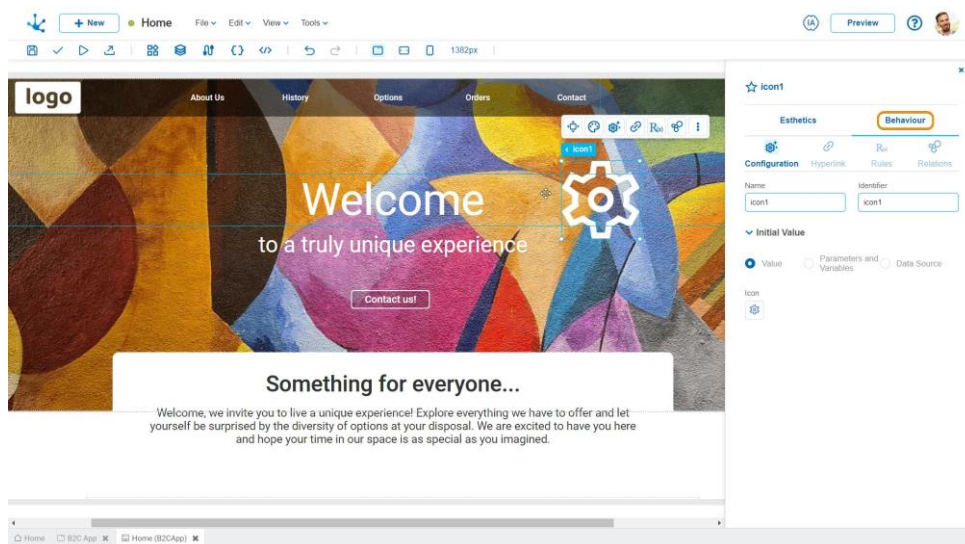 + New
Home
File
Edit
View
Tools
IA
Preview
?
1382px
logo
About Us
History
Options
Orders
Contact
icon1
Welcome
to a truly unique experience
Contact us!
Something for everyone...
Welcome, we invite you to live a unique experience! Explore everything we have to offer and let
yourself be surprised by the diversity of options at your disposal. We are excited to have you here
and hope your time in our space is as special as you imagined.
icon1
Esthetics
Behaviour
Configuration
Hyperlink
Rules
Relations
Name
Identifier
icon1
icon1
Initial Value
Value
Parameters and
Variables
Data Source
Icon
Home
B2C App
Home (B2CApp)